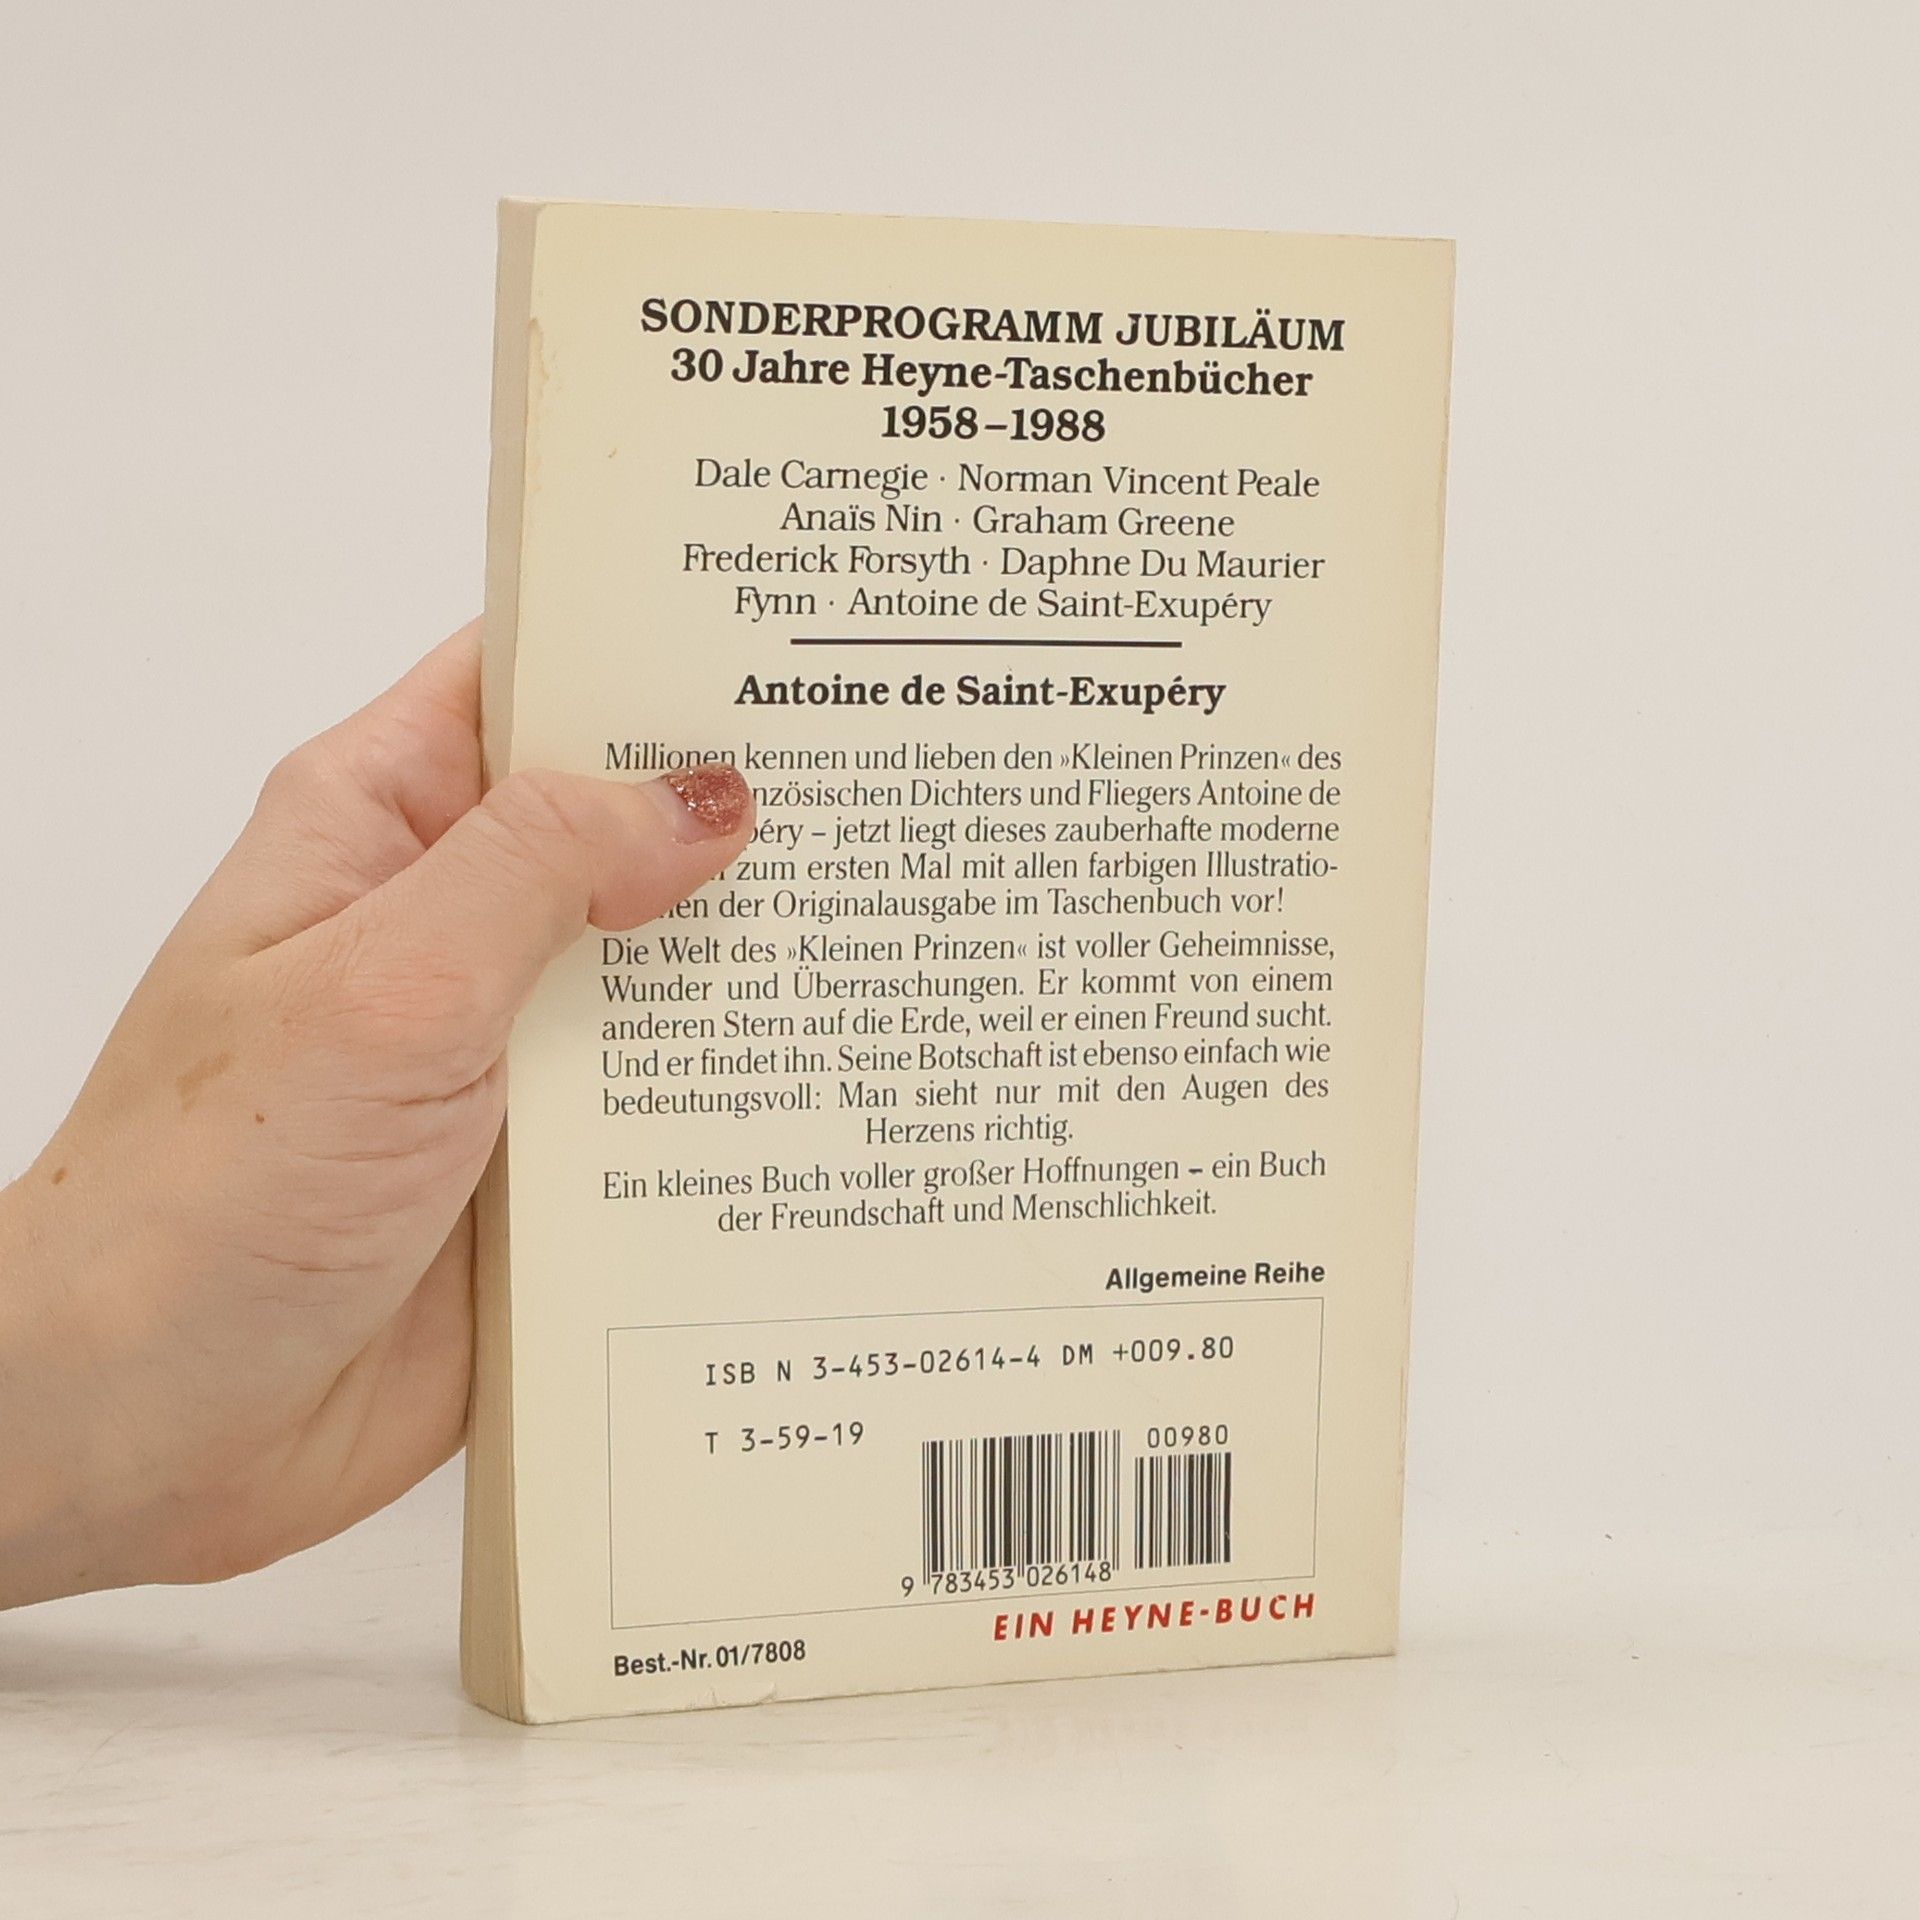 SONDERPROGRAMM JUBILÄUM
30 Jahre Heyne-Taschenbücher
1958–1988
Dale Carnegie · Norman Vincent Peale
Anaïs Nin · Graham Greene
Frederick Forsyth · Daphne Du Maurier
Fynn · Antoine de Saint-Exupéry
Antoine de Saint-Exupéry
Millionen kennen und lieben den »Kleinen Prinzen« des
Dichters und Fliegers Antoine de
– jetzt liegt dieses zauberhafte moderne
zum ersten Mal mit allen farbigen Illustratio-
der Originalausgabe im Taschenbuch vor!
Die Welt des »Kleinen Prinzen« ist voller Geheimnisse,
Wunder und Überraschungen. Er kommt von einem
anderen Stern auf die Erde, weil er einen Freund sucht.
Und er findet ihn. Seine Botschaft ist ebenso einfach wie
bedeutungsvoll: Man sieht nur mit den Augen des
Herzens richtig.
Ein kleines Buch voller großer Hoffnungen – ein Buch
der Freundschaft und Menschlichkeit.
Allgemeine Reihe
ISB N 3-453-02614-4 DM +009.80
T 3-59-19
00980
9 783453 026148
EIN HEYNE-BUCH
Best.-Nr. 01/7808